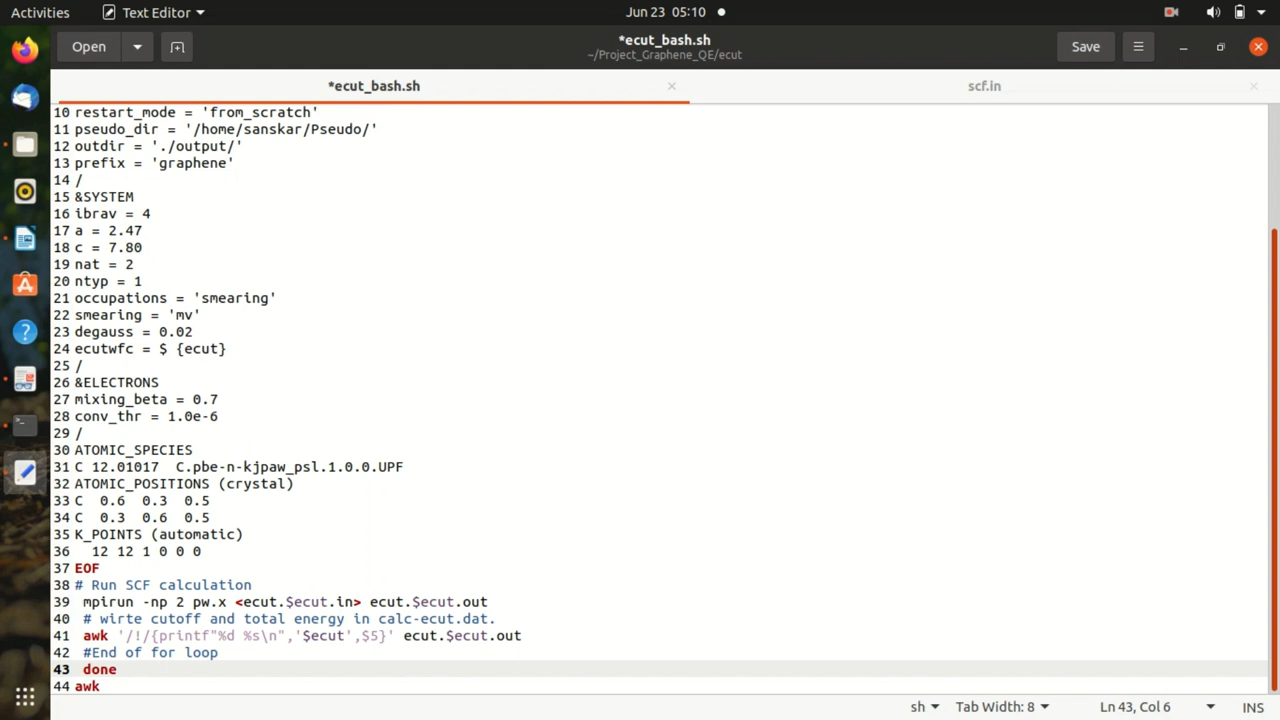 Activities Text Editor Jun 23 05:10
Open *ecut_bash.sh Save
~/Project_Graphene_QE/ecut
*ecut_bash.sh scf.in
10 restart_mode = 'from_scratch'
11 pseudo_dir = '/home/sanskar/Pseudo/'
12 outdir = './output/'
13 prefix = 'graphene'
14 /
15 &SYSTEM
16 ibrav = 4
17 a = 2.47
18 c = 7.80
19 nat = 2
20 ntyp = 1
21 occupations = 'smearing'
22 smearing = 'mv'
23 degauss = 0.02
24 ecutwfc = $ {ecut}
25 /
26 &ELECTRONS
27 mixing_beta = 0.7
28 conv_thr = 1.0e-6
29 /
30 ATOMIC_SPECIES
31 C 12.01017  C.pbe-n-kjpaw_psl.1.0.0.UPF
32 ATOMIC_POSITIONS (crystal)
33 C  0.6  0.3  0.5
34 C  0.3  0.6  0.5
35 K_POINTS (automatic)
36   12 12 1 0 0 0
37 EOF
38 # Run SCF calculation
39  mpirun -np 2 pw.x <ecut.$ecut.in> ecut.$ecut.out
40  # wirte cutoff and total energy in calc-ecut.dat.
41  awk '/!/{printf"%d %s\n",'$ecut',$5}' ecut.$ecut.out
42  #End of for loop
43  done
44 awk
sh Tab Width: 8 Ln 43, Col 6 INS